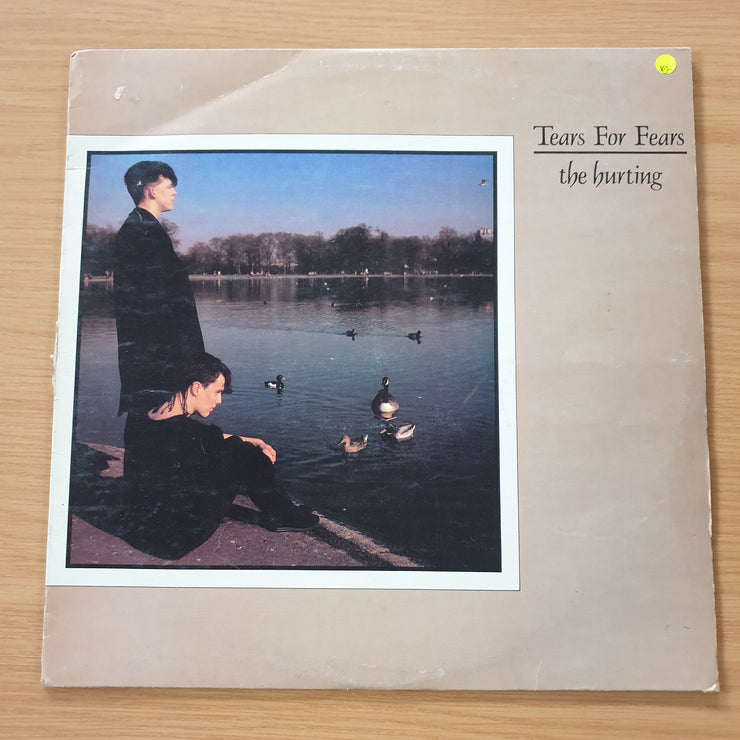 Tears For Fears
the hurting